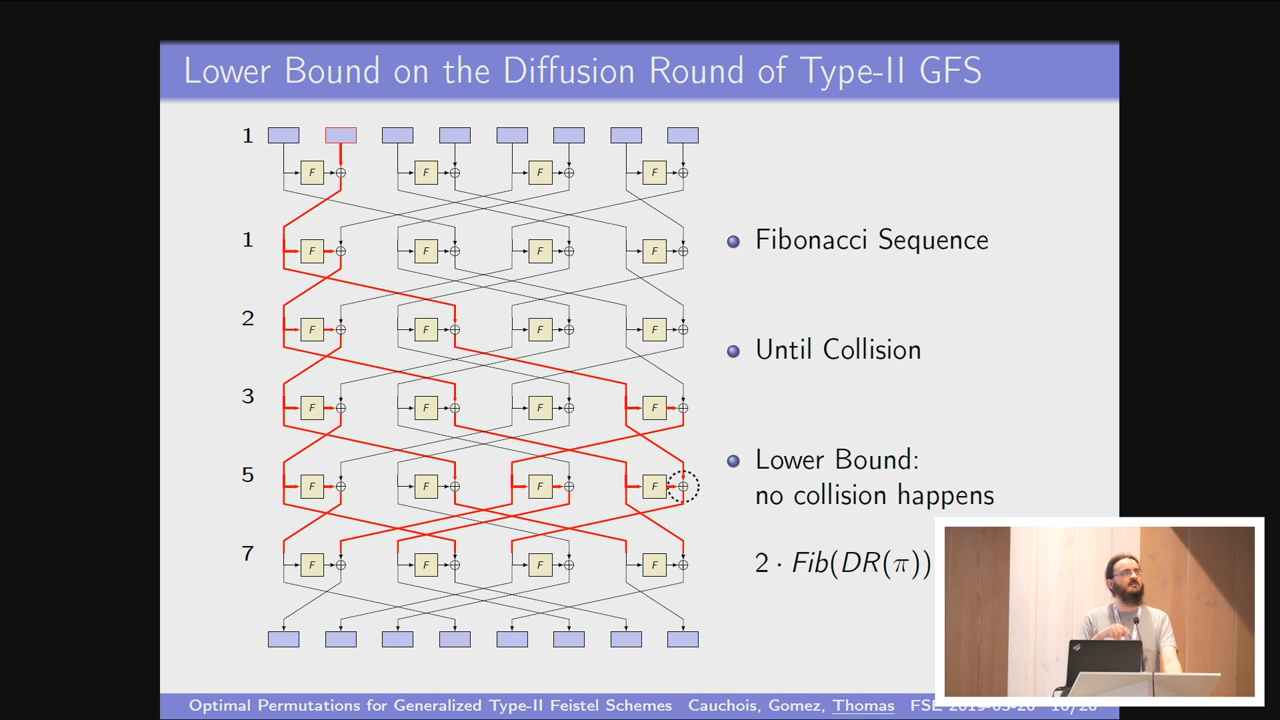 Lower Bound on the Diffusion Round of Type-II GFS
1
F F F F
1
F F F F
2
F F F F
3
F F F F
5
F F F F
7
F F F F
Fibonacci Sequence
Until Collision
Lower Bound:
no collision happens
2 · Fib(DR(π))
Optimal Permutations for Generalized Type-II Feistel Schemes Cauchois, Gomez, Thomas